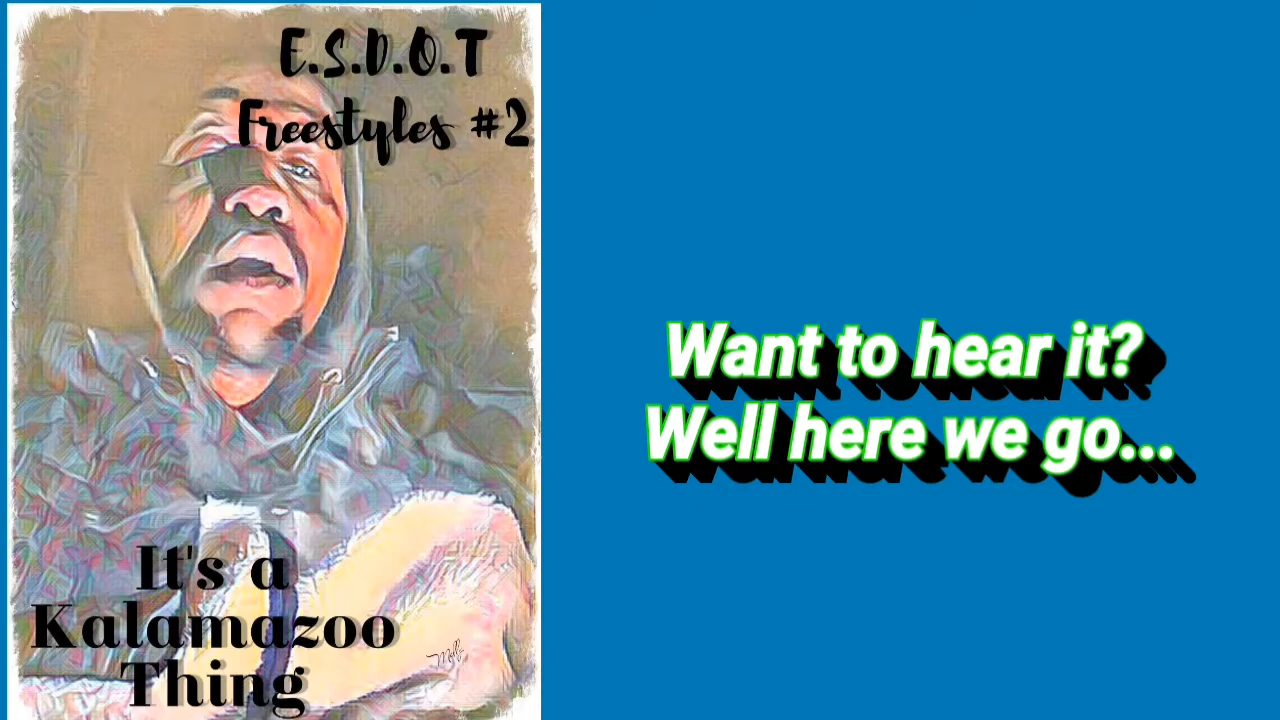 E.S.D.O.T
Freestyles #2
Want to hear it?
Well here we go...
It's a
Kalamazoo
Thing